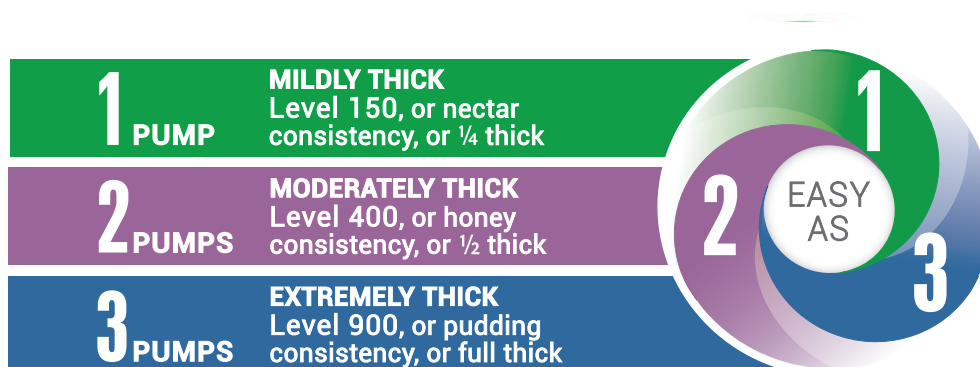 1 PUMP
MILDLY THICK
Level 150, or nectar
consistency, or ¼ thick
2 PUMPS
MODERATELY THICK
Level 400, or honey
consistency, or ½ thick
3 PUMPS
EXTREMELY THICK
Level 900, or pudding
consistency, or full thick
EASY
AS
1
2
3